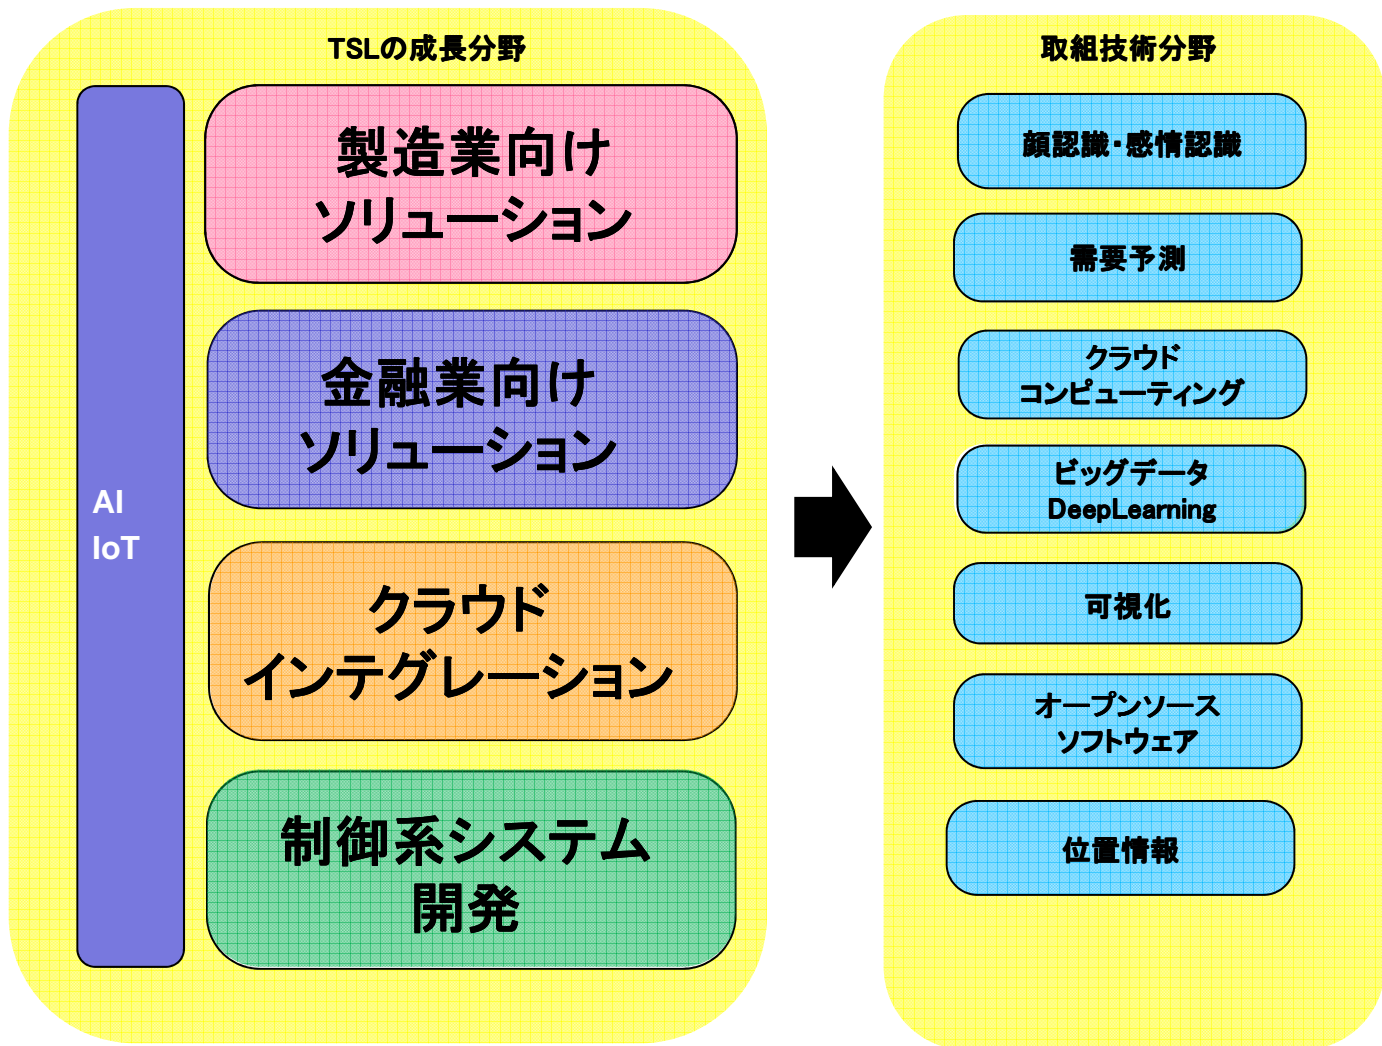 TSLの成長分野
AI
IoT
製造業向け
ソリューション
金融業向け
ソリューション
クラウド
インテグレーション
制御系システム
開発
取組技術分野
顔認識・感情認識
需要予測
クラウド
コンピューティング
ビッグデータ
DeepLearning
可視化
オープンソース
ソフトウェア
位置情報